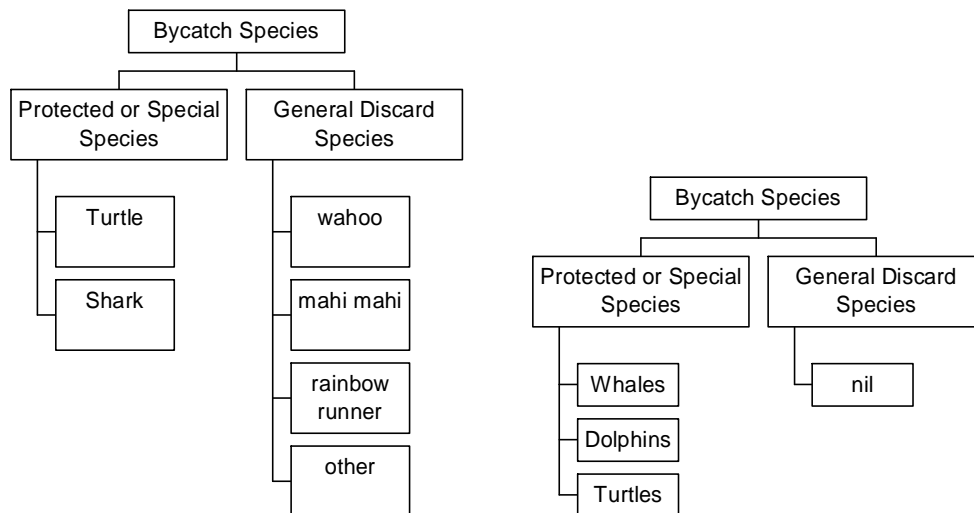 Bycatch Species
Protected or Special
Species
General Discard
Species
Turtle
Shark
wahoo
mahi mahi
rainbow
runner
other
Bycatch Species
Protected or Special
Species
General Discard
Species
Whales
Dolphins
Turtles
nil